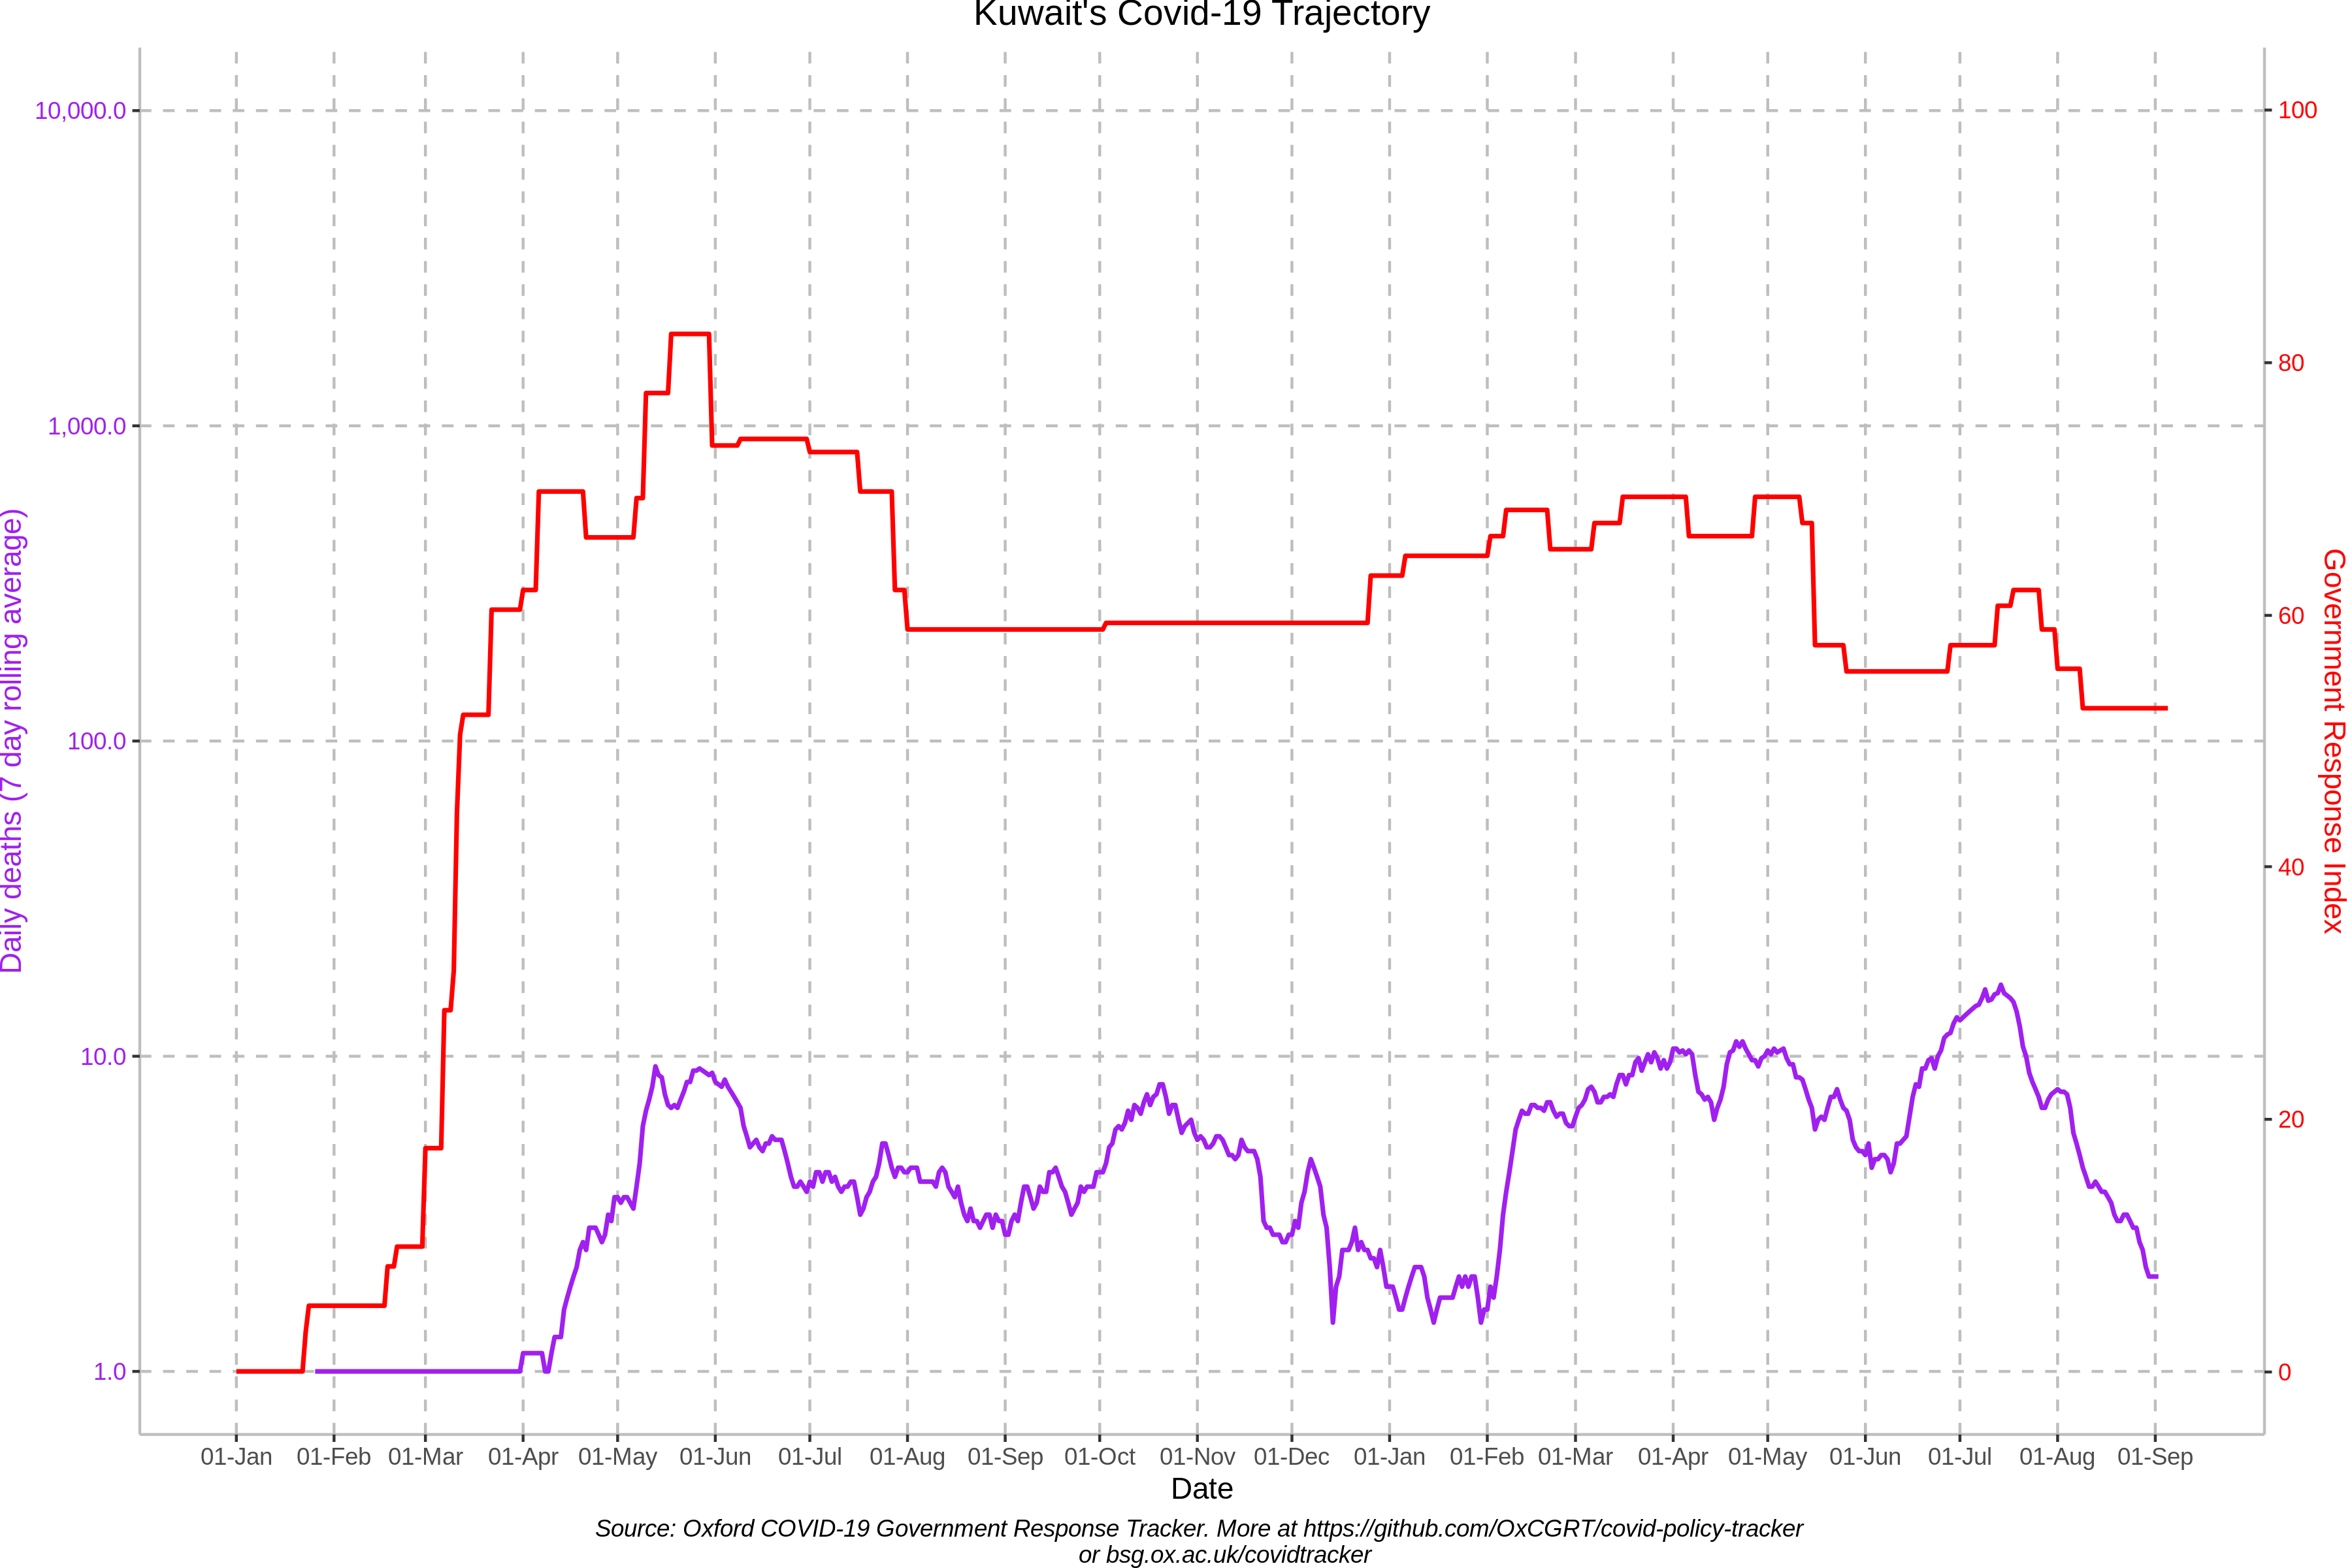 Kuwait's Covid-19 Trajectory
10,000.0
1,000.0
100.0
10.0
1.0
Daily deaths (7 day rolling average)
100
80
60
40
20
0
Government Response Index
01-Jan 01-Feb 01-Mar 01-Apr 01-May 01-Jun 01-Jul 01-Aug 01-Sep 01-Oct 01-Nov 01-Dec 01-Jan 01-Feb 01-Mar 01-Apr 01-May 01-Jun 01-Jul 01-Aug 01-Sep
Date
Source: Oxford COVID-19 Government Response Tracker. More at https://github.com/OxCGRT/covid-policy-tracker
or bsg.ox.ac.uk/covidtracker